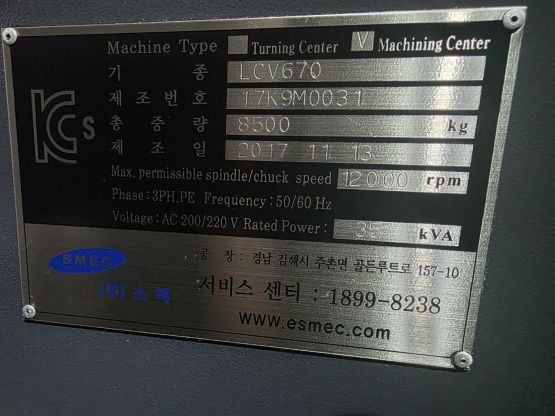 Machine Type Turning Center V Machining Center
기 종 LCV670
제조번호 17K9M0031
총 중 량 8500 kg
제 조 일 2017 11 13
Max. permissible spindle/chuck speed 12000 rpm
Phase:3PH.PE Frequency:50/60 Hz
Voltage:AC 200/220 V Rated Power: 35 kVA
KCs
SMEC
(주)스맥
공 장:경남 김해시 주촌면 골든루트로 157-10
서비스 센터:1899-8238
www.esmec.com